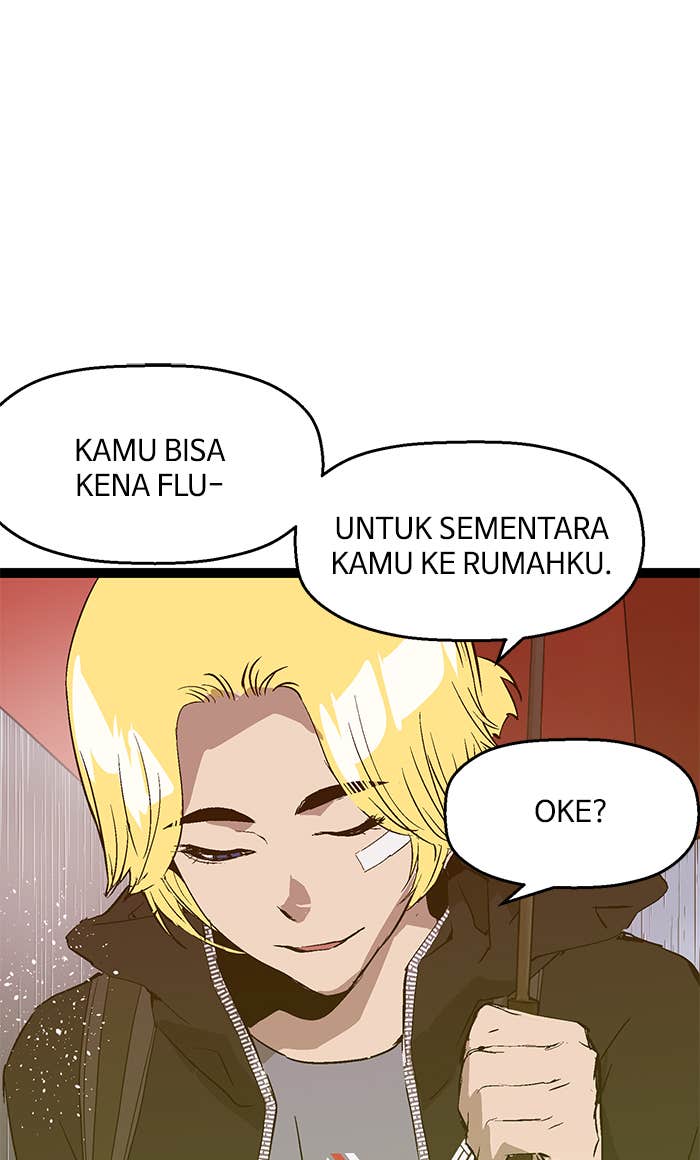 KAMU BISA
KENA FLU-
UNTUK SEMENTARA
KAMU KE RUMAHKU.
OKE?